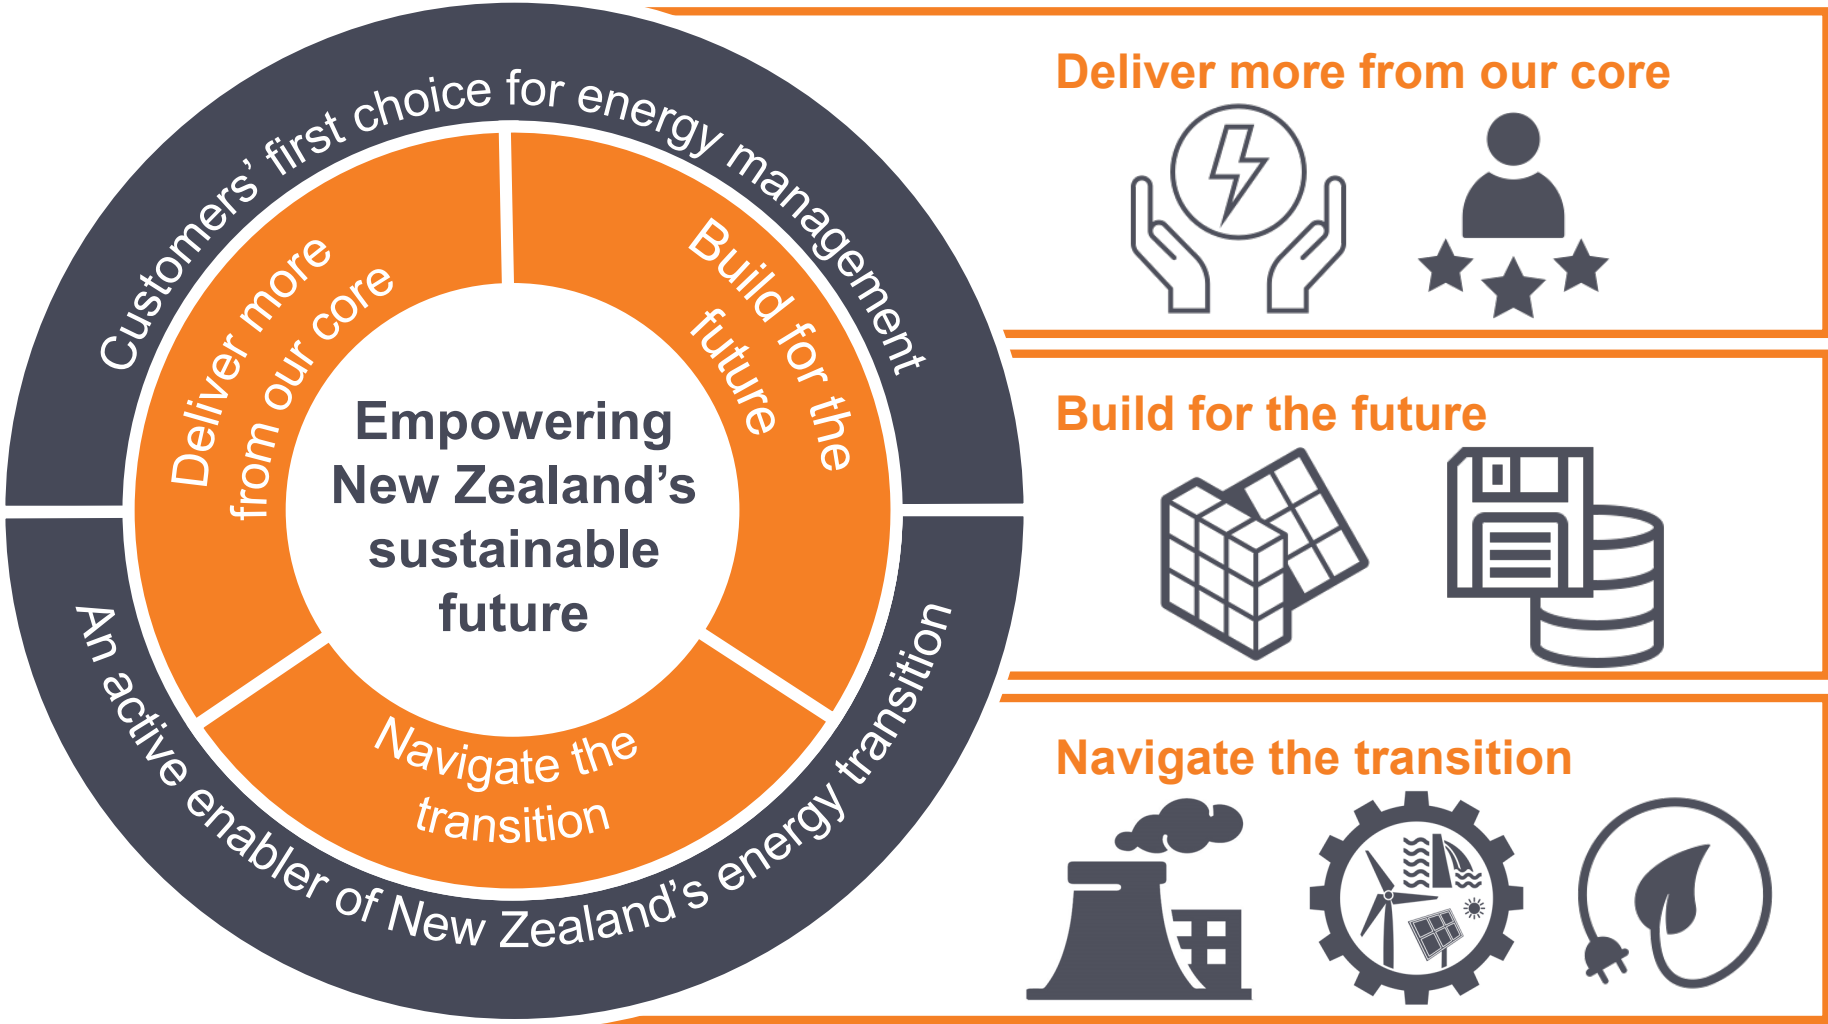 Customers’ first choice for energy management
Deliver more
from our core
Build for the
future
Empowering
New Zealand’s
sustainable
future
Navigate the
transition
An active enabler of New Zealand’s energy transition
Deliver more from our core
Build for the future
Navigate the transition